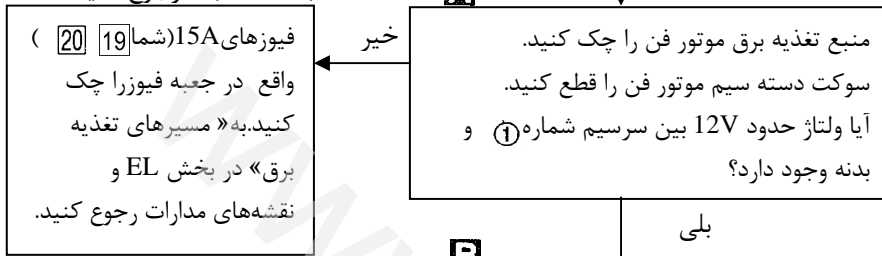 منبع تغذیه برق موتور فن را چک کنید.
سوکت دسته سیم موتور فن را قطع کنید.
آیا ولتاژ حدود 12V بین سرسیم شماره ① و
بدنه وجود دارد؟
خیر
فیوزهای15A(شما 19 20 )
واقع در جعبه فیوزرا چک
کنید.به« مسیرهای تغذیه
برق» در بخش EL و
نقشه‌های مدارات رجوع کنید.
بلی
B